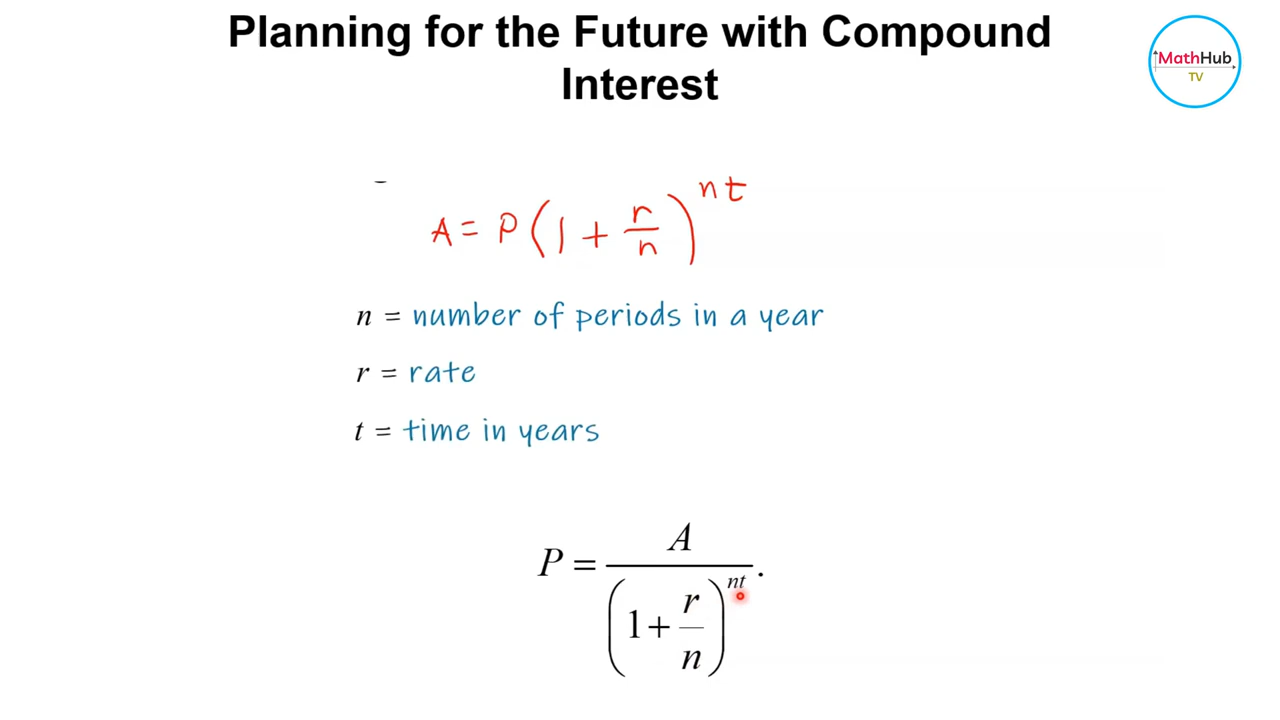 Planning for the Future with Compound
Interest
MathHub
TV
A = P(1 + r/n)^nt
n = number of periods in a year
r = rate
t = time in years
P = A/(1 + r/n)^nt.